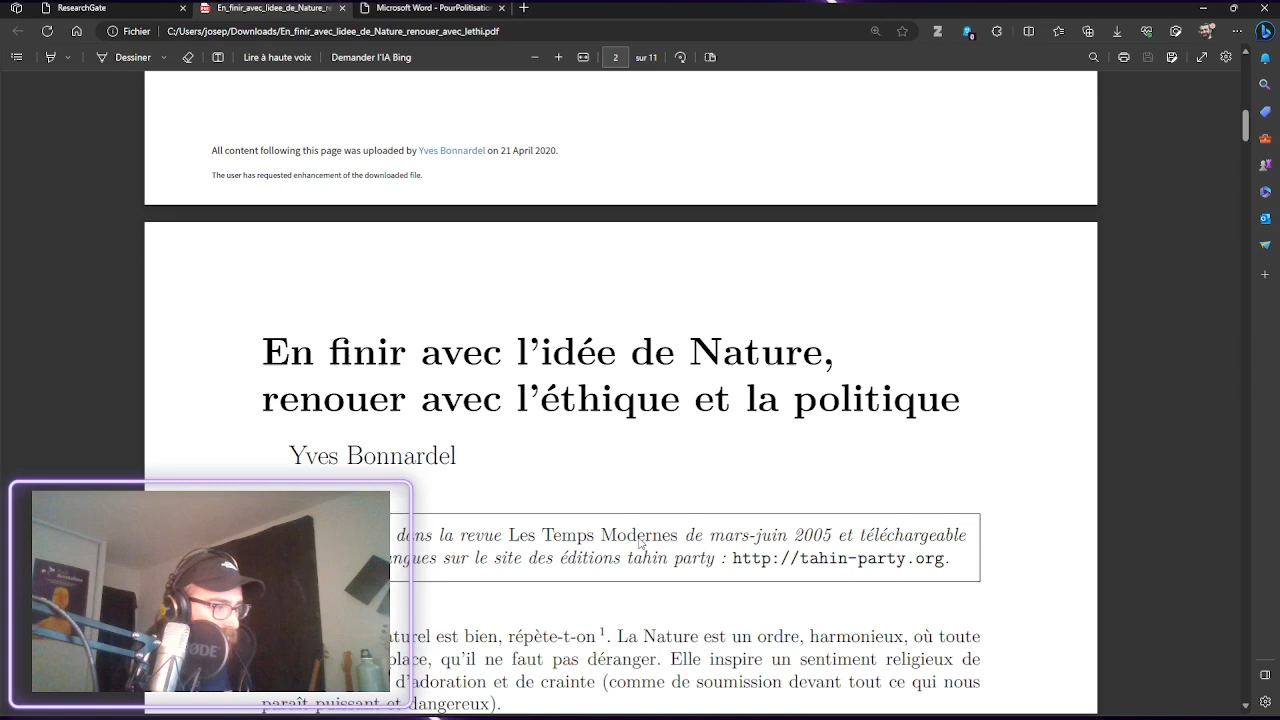 ResearchGate
En_finir_avec_lidee_de_Nature_re
Microsoft Word - PourPolitisation
Fichier
C:/Users/josep/Downloads/En_finir_avec_lidee_de_Nature_renouer_avec_lethi.pdf
Dessiner
Lire à haute voix
Demander l'IA Bing
2
sur 11
All content following this page was uploaded by Yves Bonnardel on 21 April 2020.
The user has requested enhancement of the downloaded file.
En finir avec l'idée de Nature,
renouer avec l'éthique et la politique
Yves Bonnardel
dans la revue Les Temps Modernes de mars-juin 2005 et téléchargeable
ngues sur le site des éditions tahin party : http://tahin-party.org.
turel est bien, répète-t-on 1. La Nature est un ordre, harmonieux, où toute
place, qu'il ne faut pas déranger. Elle inspire un sentiment religieux de
d'adoration et de crainte (comme de soumission devant tout ce qui nous
paraît puissant et dangereux).
RØDE